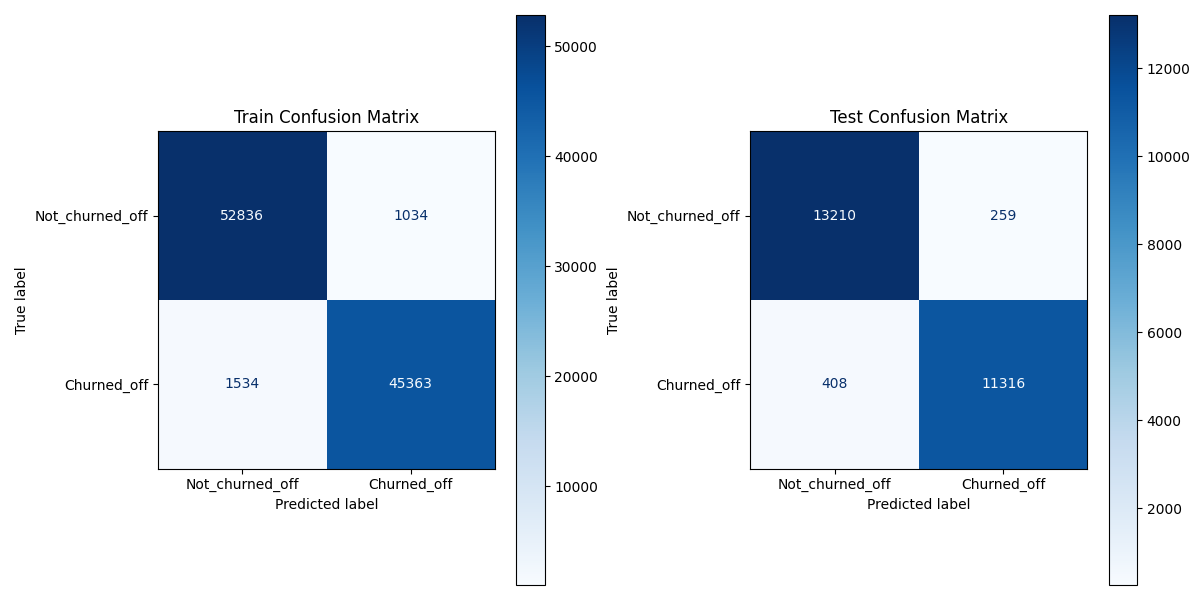 Train Confusion Matrix
True label
Not_churned_off
Churned_off
52836
1034
1534
45363
Not_churned_off
Churned_off
Predicted label
50000
40000
30000
20000
10000
Test Confusion Matrix
True label
Not_churned_off
Churned_off
13210
259
408
11316
Not_churned_off
Churned_off
Predicted label
12000
10000
8000
6000
4000
2000